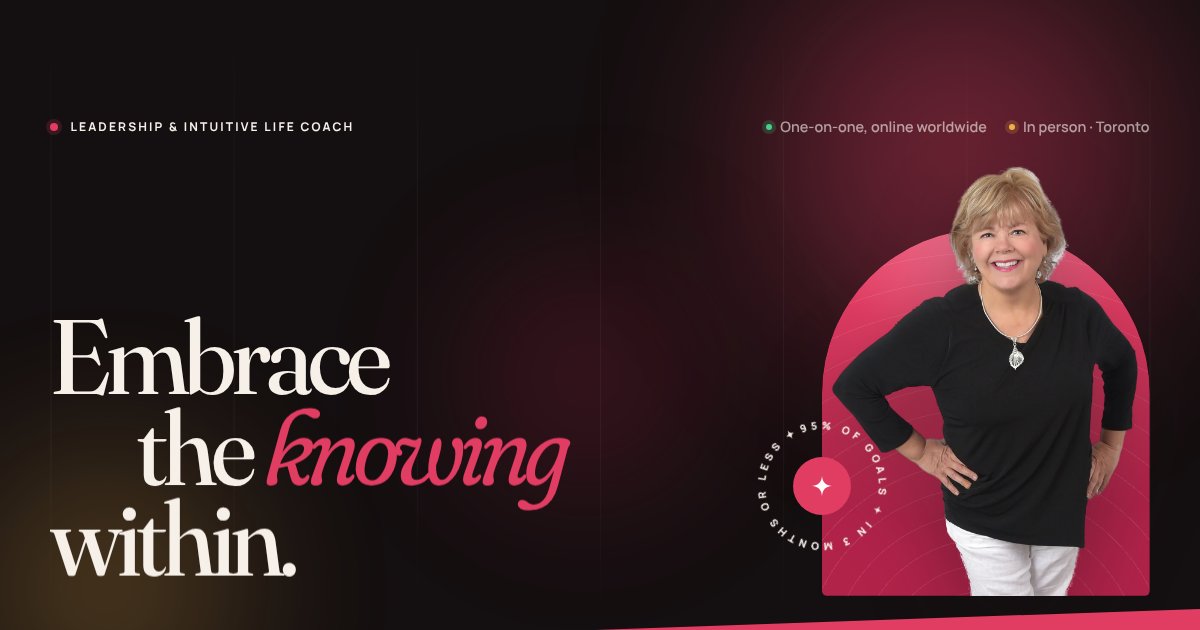 LEADERSHIP & INTUITIVE LIFE COACH
One-on-one, online worldwide
In person · Toronto
Embrace
the knowing
within.
95% OF GOALS ✦ IN 3 MONTHS OR LESS ✦